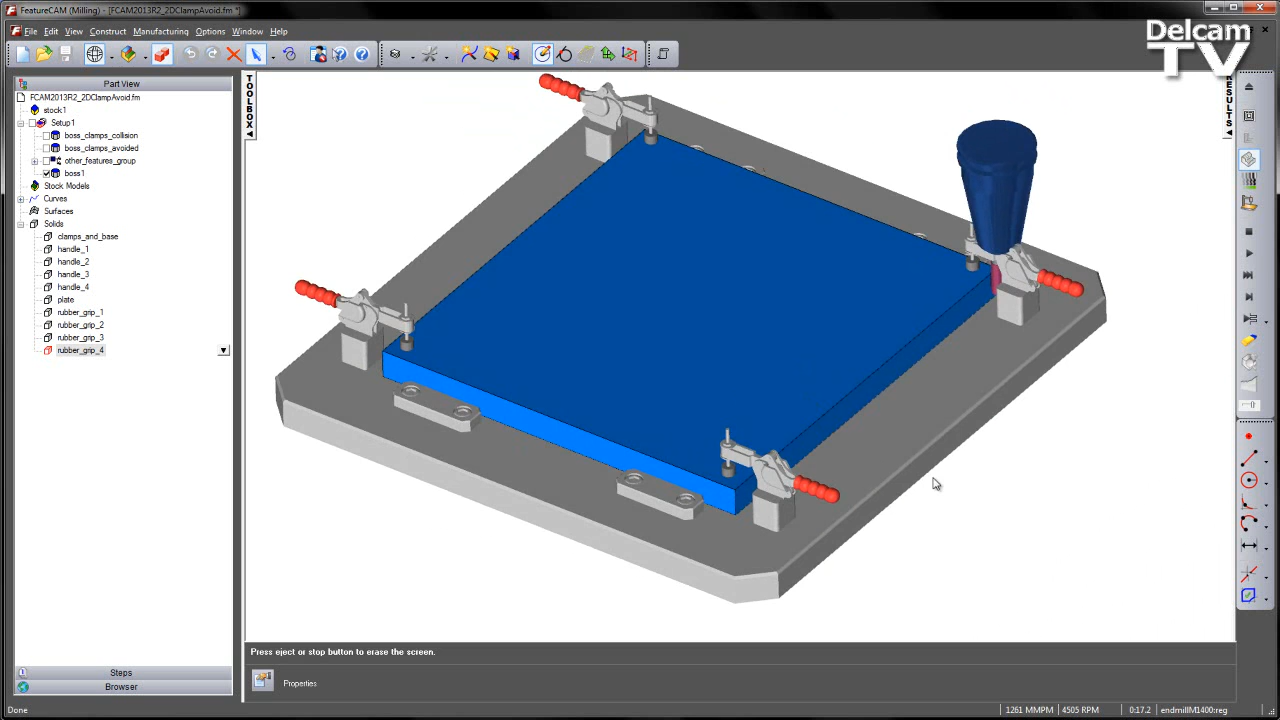 FeatureCAM (Milling) - [FCAM2013R2_2DClampAvoid.fm *]
File Edit View Construct Manufacturing Options Window Help
Delcam
TV
Part View
FCAM2013R2_2DClampAvoid.fm
stock1
Setup1
boss_clamps_collision
boss_clamps_avoided
other_features_group
boss1
Stock Models
Curves
Surfaces
Solids
clamps_and_base
handle_1
handle_2
handle_3
handle_4
plate
rubber_grip_1
rubber_grip_2
rubber_grip_3
rubber_grip_4
Steps
Browser
TOOLBOX
RESULTS
Press eject or stop button to erase the screen.
Properties
Done
1261 MMPM 4505 RPM 0:17.2 endmillM1400:reg